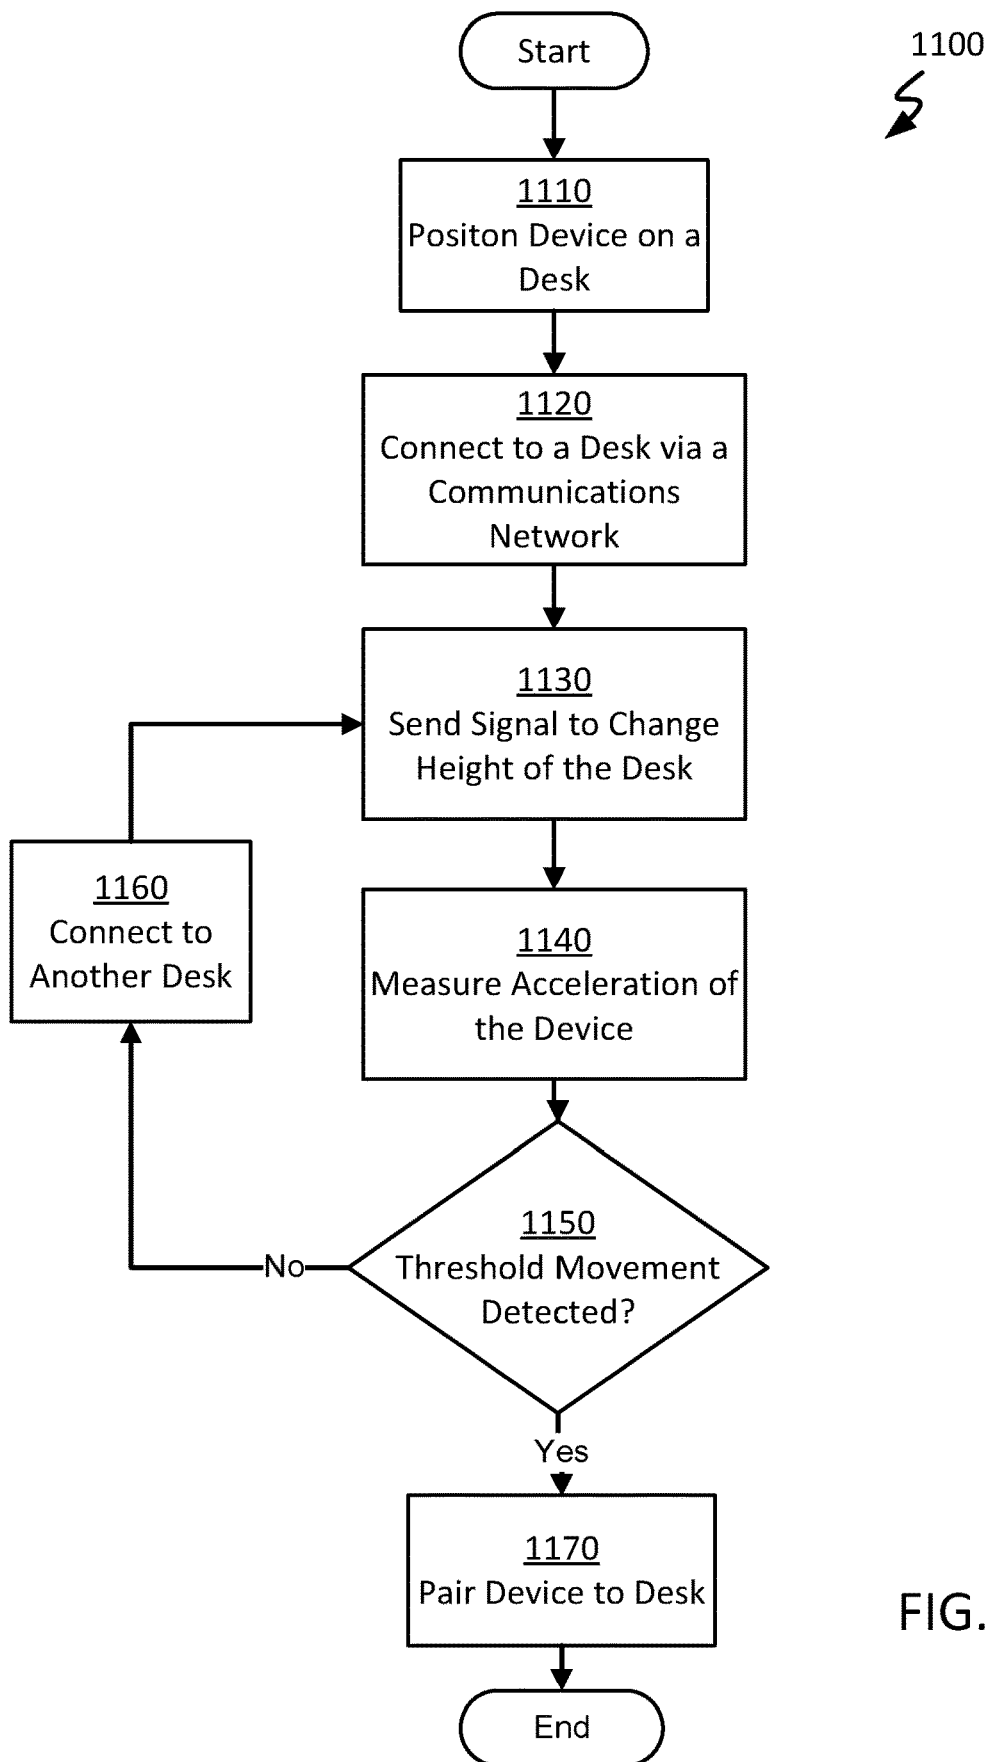 Start
1100
1110
Positon Device on a
Desk
1120
Connect to a Desk via a
Communications
Network
1130
Send Signal to Change
Height of the Desk
1160
Connect to
Another Desk
1140
Measure Acceleration of
the Device
1150
Threshold Movement
Detected?
No
Yes
1170
Pair Device to Desk
FIG.
End